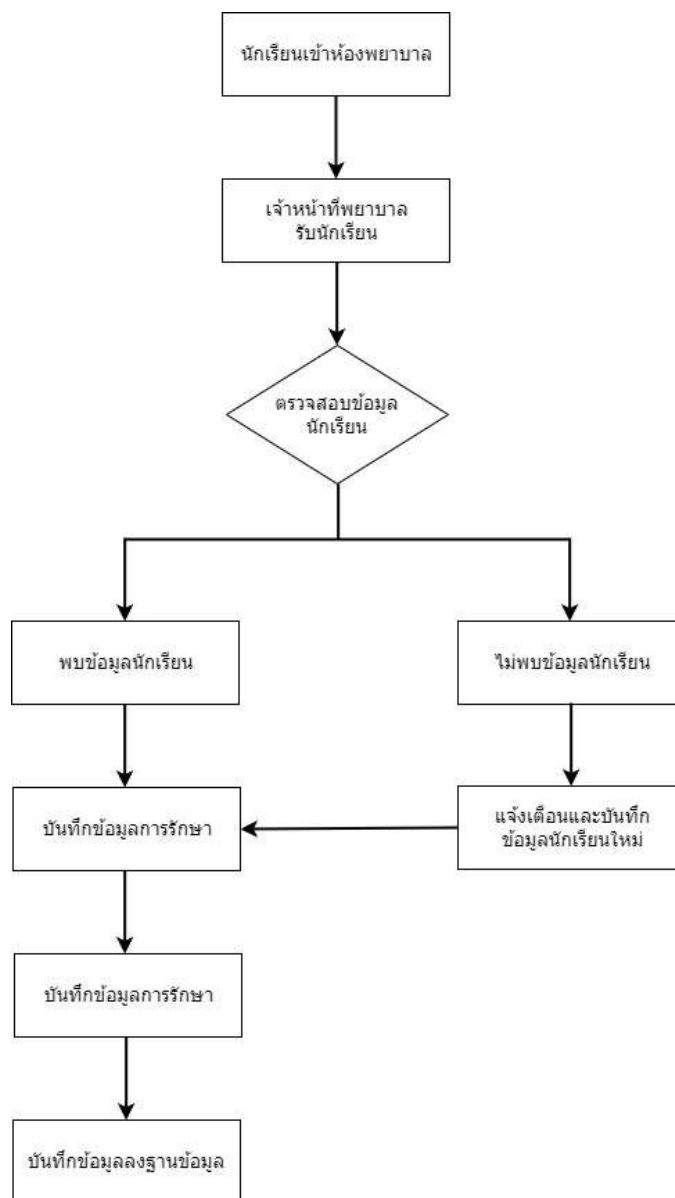 นักเรียนเข้าห้องพยาบาล
เจ้าหน้าที่พยาบาล
รับนักเรียน
ตรวจสอบข้อมูล
นักเรียน
พบข้อมูลนักเรียน
ไม่พบข้อมูลนักเรียน
บันทึกข้อมูลการรักษา
แจ้งเตือนและบันทึก
ข้อมูลนักเรียนใหม่
บันทึกข้อมูลการรักษา
บันทึกข้อมูลลงฐานข้อมูล